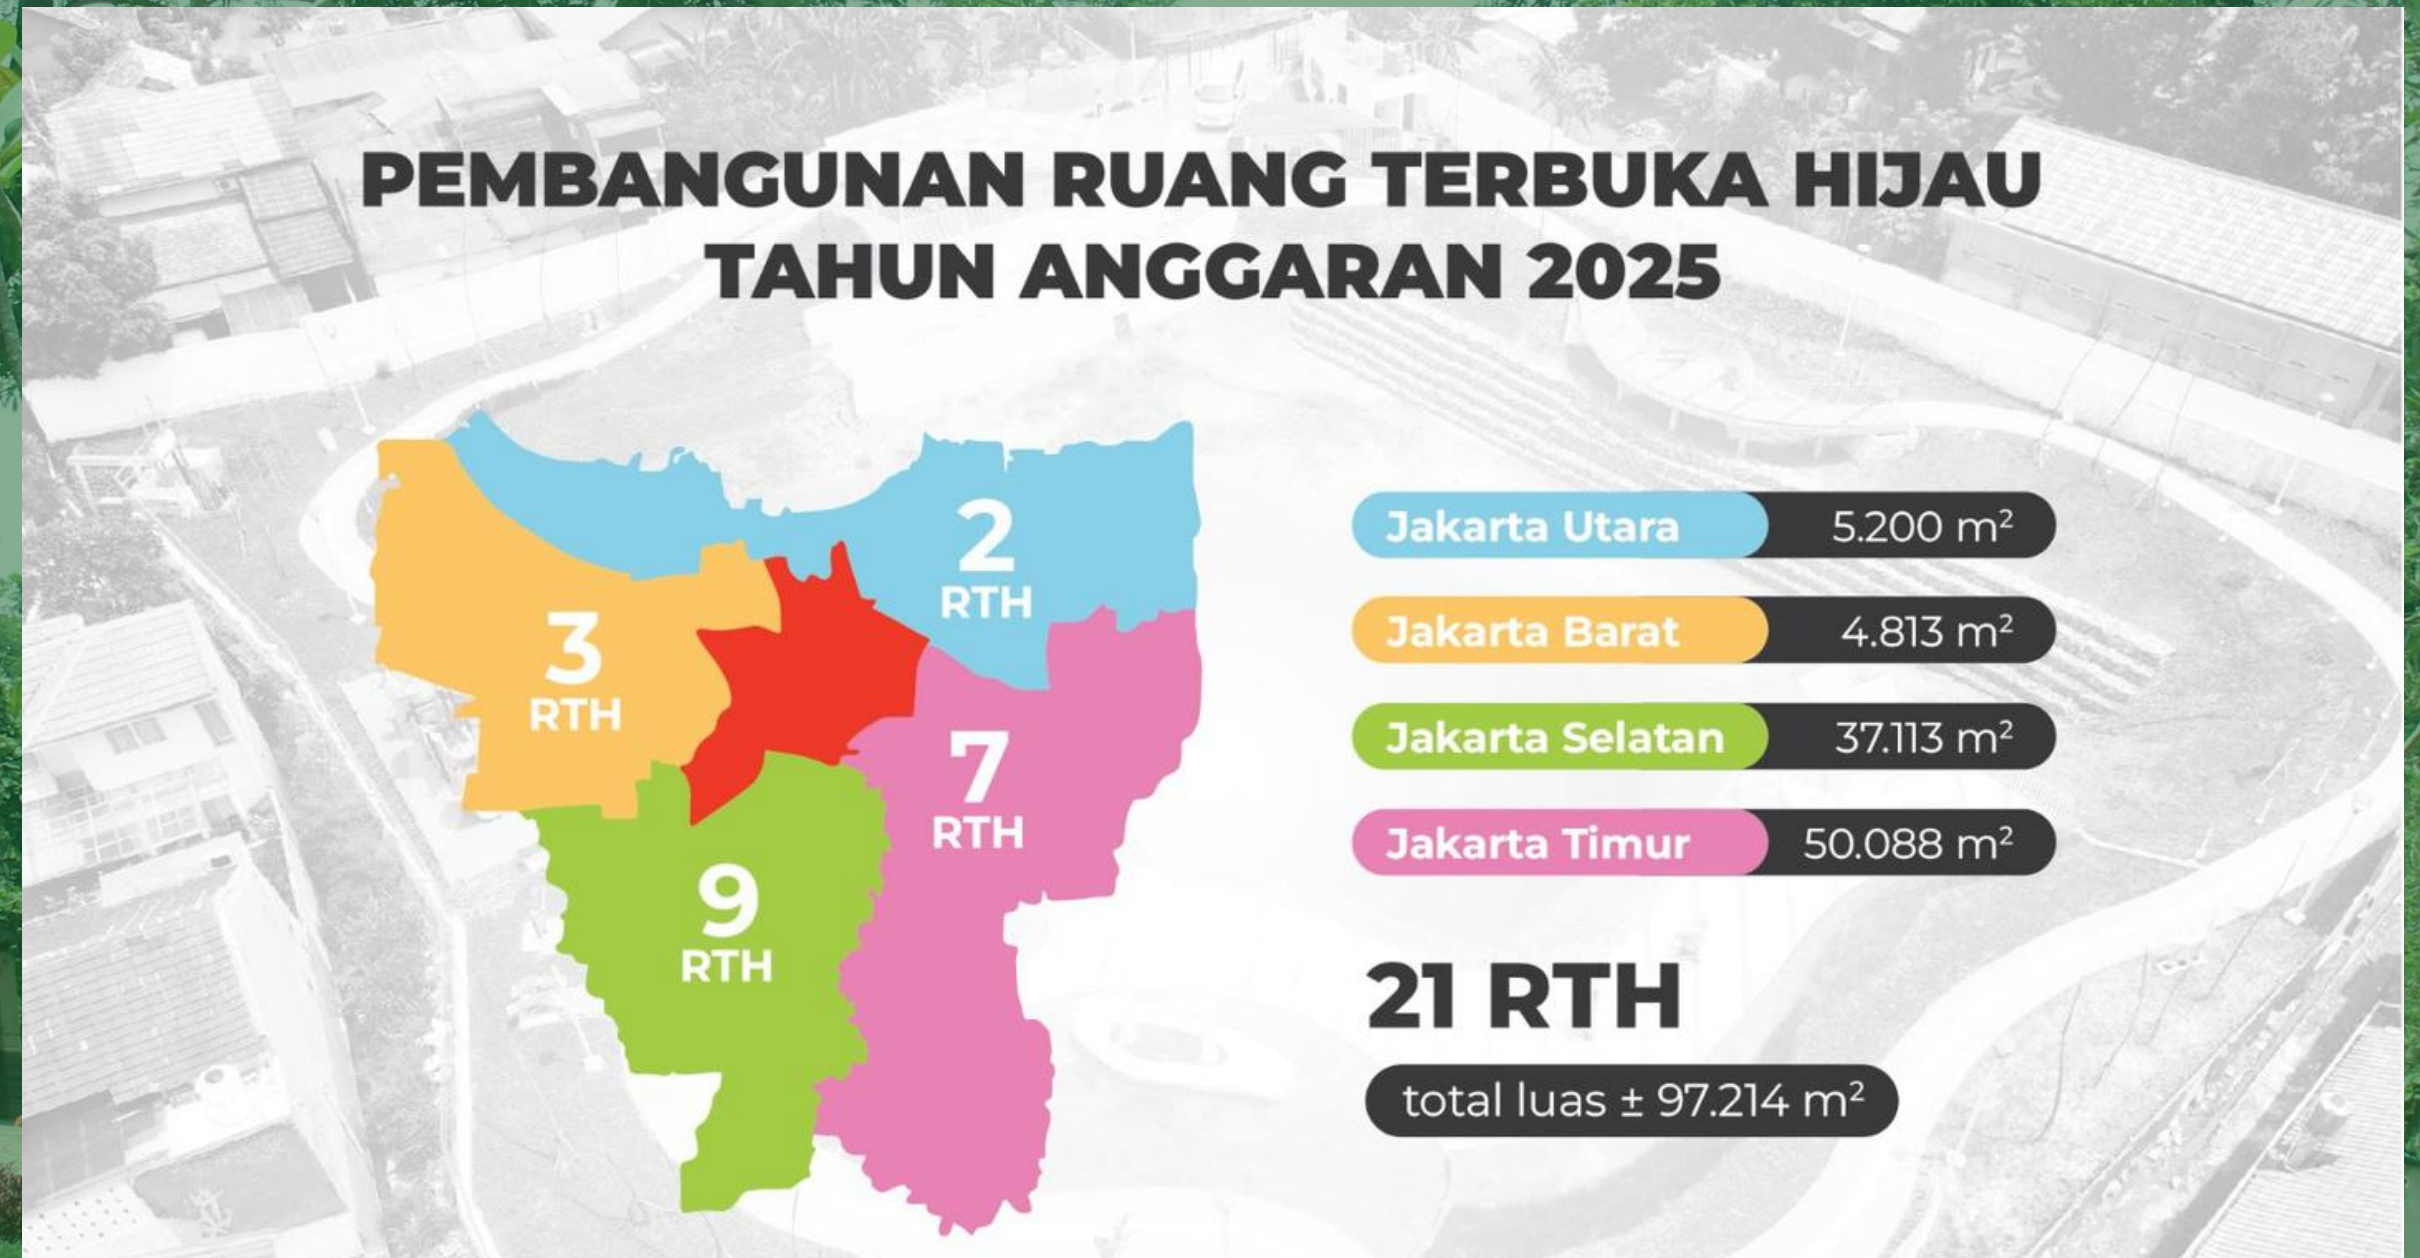 PEMBANGUNAN RUANG TERBUKA HIJAU
TAHUN ANGGARAN 2025
2
RTH
3
RTH
7
RTH
9
RTH
Jakarta Utara 5.200 m²
Jakarta Barat 4.813 m²
Jakarta Selatan 37.113 m²
Jakarta Timur 50.088 m²
21 RTH
total luas ± 97.214 m²